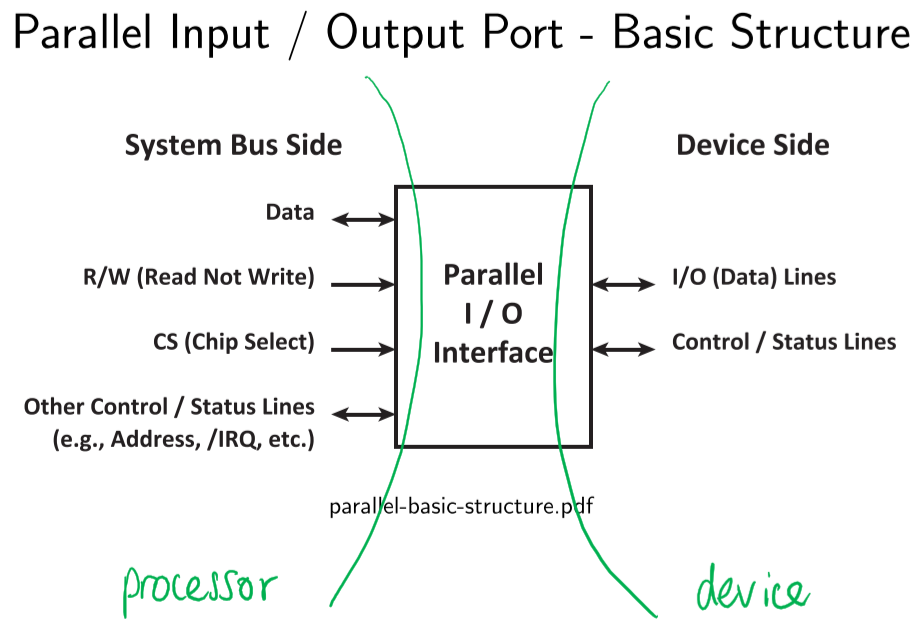 Parallel Input / Output Port - Basic Structure
System Bus Side
Device Side
Data
R/W (Read Not Write)
CS (Chip Select)
Other Control / Status Lines
(e.g., Address, /IRQ, etc.)
Parallel
I / O
Interface
I/O (Data) Lines
Control / Status Lines
parallel-basic-structure.pdf
processor
device